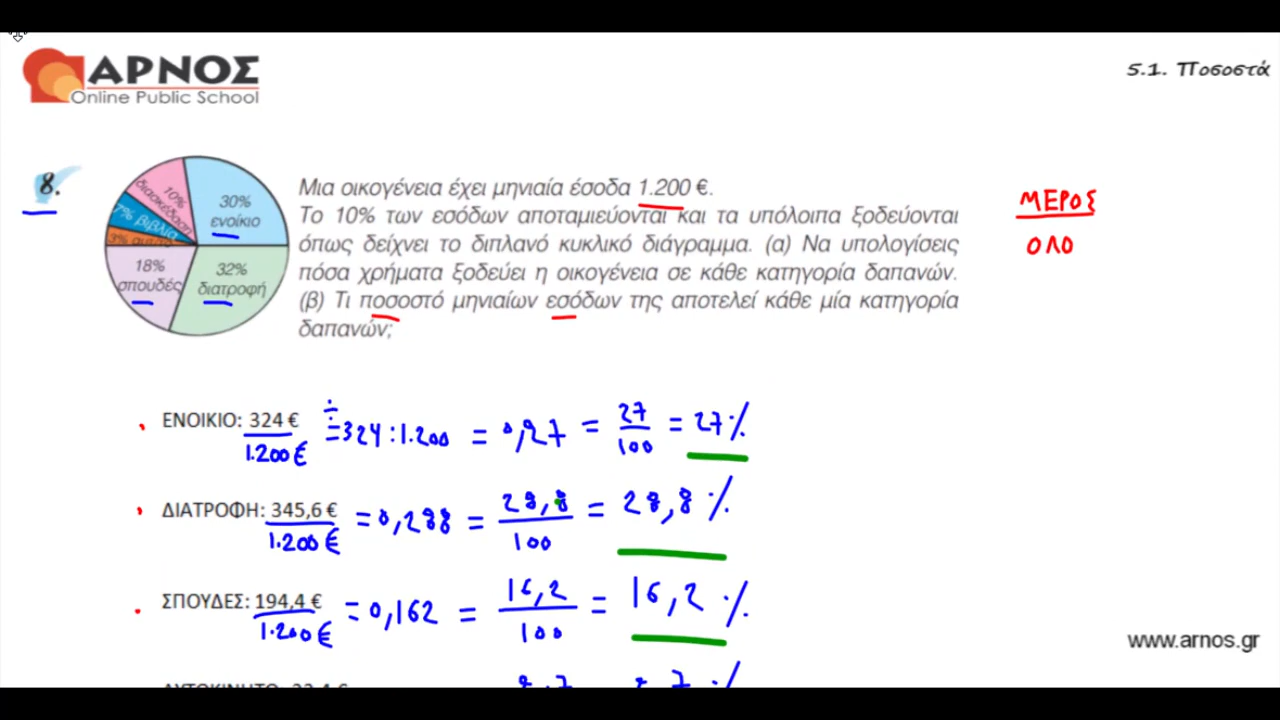 ΑΡΝΟΣ
Online Public School
5.1. Ποσοστά
8.
10%
διασκέδαση
30%
ενοίκιο
7% βιβλία
3%
18%
σπουδές
32%
διατροφή
Μια οικογένεια έχει μηνιαία έσοδα 1.200 €.
Το 10% των εσόδων αποταμιεύονται και τα υπόλοιπα ξοδεύονται
όπως δείχνει το διπλανό κυκλικό διάγραμμα. (α) Να υπολογίσεις
πόσα χρήματα ξοδεύει η οικογένεια σε κάθε κατηγορία δαπανών.
(β) Τι ποσοστό μηνιαίων εσόδων της αποτελεί κάθε μία κατηγορία
δαπανών;
ΜΕΡΟΣ
ΟΛΟ
ΕΝΟΙΚΙΟ: 324 € / 1.200 € = 324 : 1.200 = 0,27 = 27/100 = 27%
ΔΙΑΤΡΟΦΗ: 345,6 € / 1.200 € = 0,288 = 28,8/100 = 28,8%
ΣΠΟΥΔΕΣ: 194,4 € / 1.200 € = 0,162 = 16,2/100 = 16,2%
www.arnos.gr